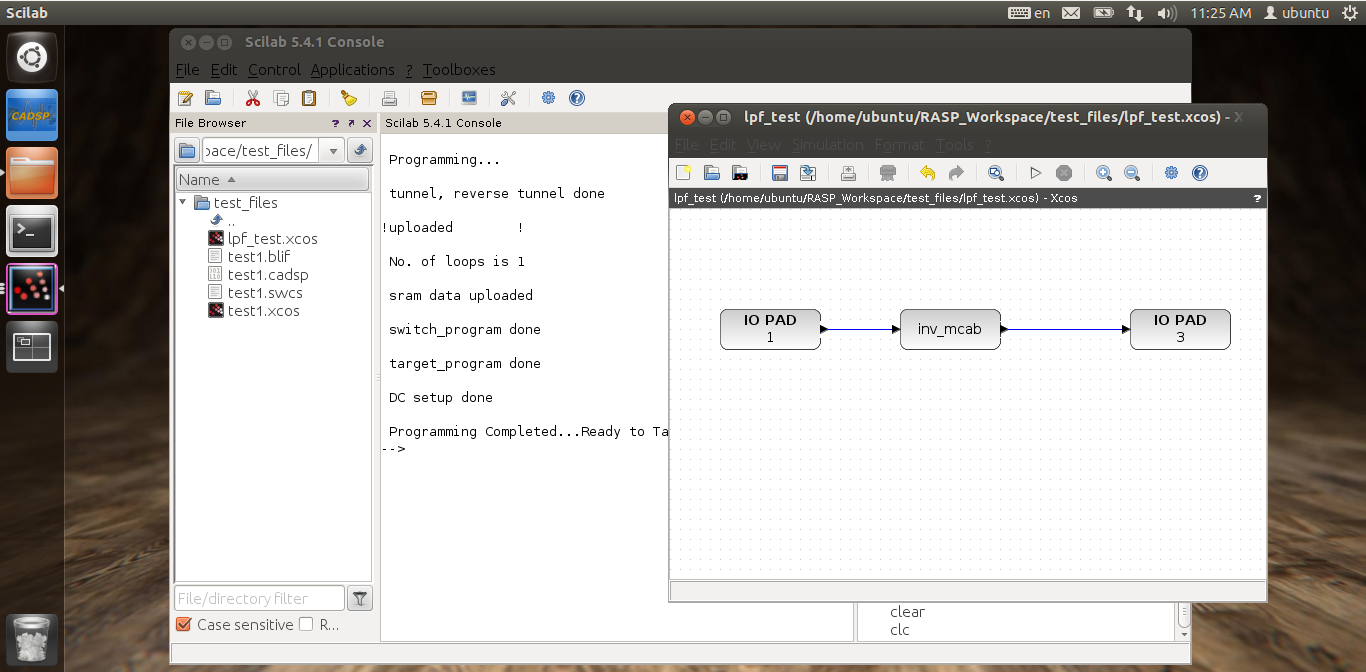 Scilab
en
11:25 AM
ubuntu
CADSP
Scilab 5.4.1 Console
File Edit Control Applications ? Toolboxes
File Browser ? X
pace/test_files/
Name
test_files
..
lpf_test.xcos
test1.blif
test1.cadsp
test1.swcs
test1.xcos
File/directory filter
Case sensitive R...
Scilab 5.4.1 Console
Programming...
tunnel, reverse tunnel done
!uploaded !
No. of loops is 1
sram data uploaded
switch_program done
target_program done
DC setup done
Programming Completed...Ready to Ta
-->
lpf_test (/home/ubuntu/RASP_Workspace/test_files/lpf_test.xcos) - X
File Edit View Simulation Format Tools ?
lpf_test (/home/ubuntu/RASP_Workspace/test_files/lpf_test.xcos) - Xcos ?
IO PAD
1
inv_mcab
IO PAD
3
clear
clc